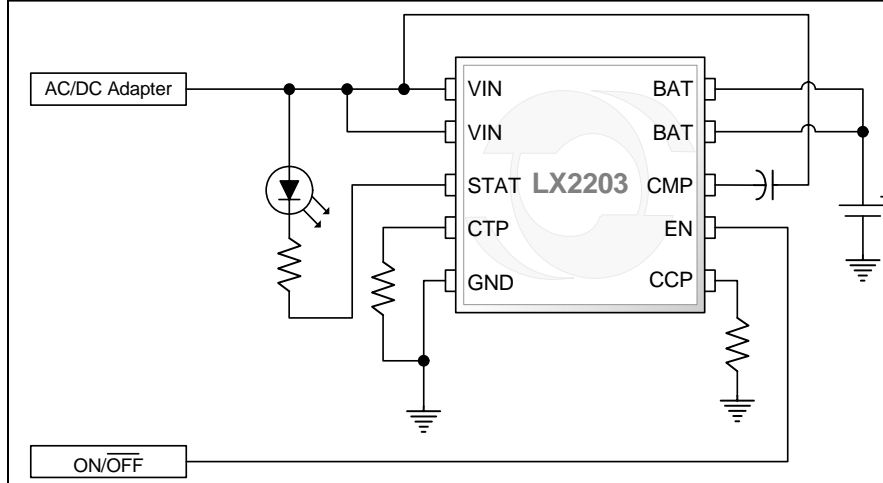 AC/DC Adapter
VIN
BAT
VIN
BAT
STAT
LX2203
CMP
CTP
EN
GND
CCP
ON/OFF